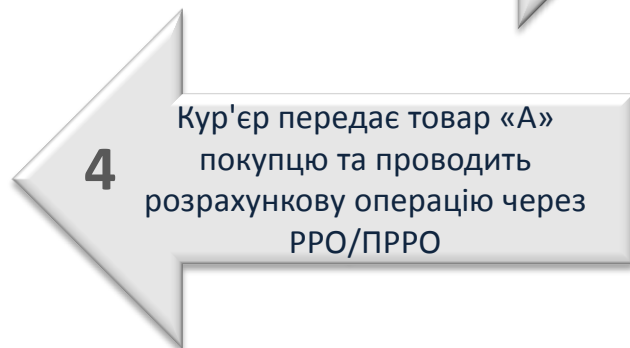 4
Кур'єр передає товар «А»
покупцю та проводить
розрахункову операцію через
РРО/ПРРО